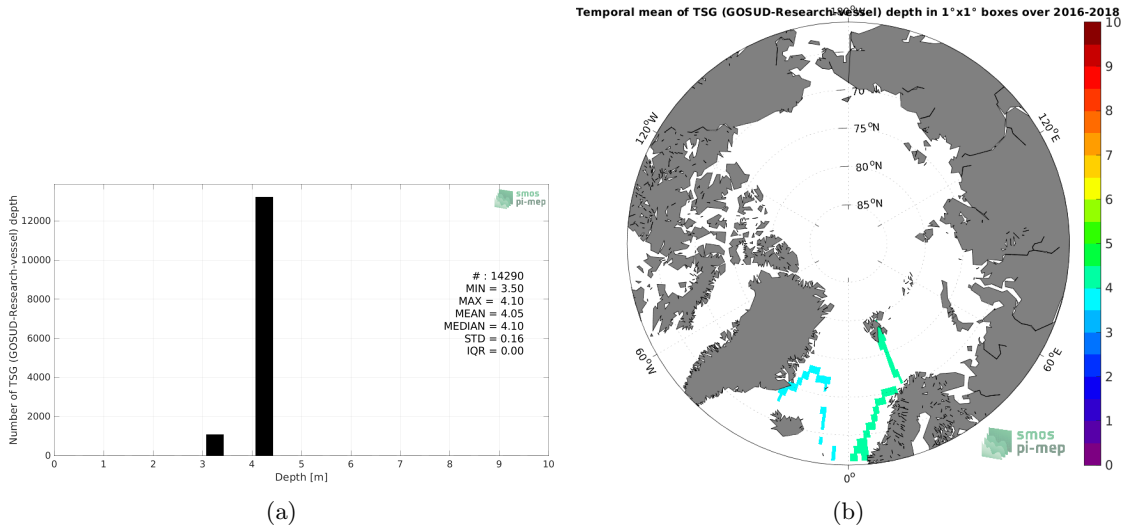 Temporal mean of TSG (GOSUD-Research-vessel) depth in 1°x1° boxes over 2016-2018
smos
pi-mep
Number of TSG (GOSUD-Research-vessel) depth
12000
10000
8000
6000
4000
2000
0
# : 14290
MIN = 3.50
MAX = 4.10
MEAN = 4.05
MEDIAN = 4.10
STD = 0.16
IQR = 0.00
0 1 2 3 4 5 6 7 8 9 10
Depth [m]
(a)
180°W
120°W
120°E
60°W
60°E
0°
70
75°N
80°N
85°N
smos
pi-mep
10
9
8
7
6
5
4
3
2
1
0
(b)